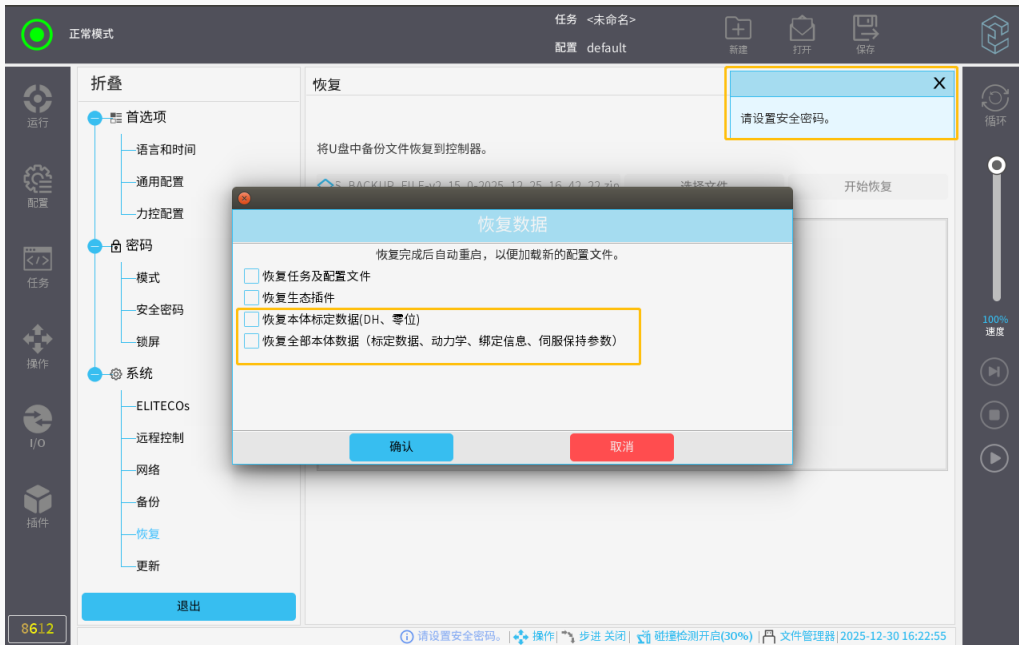 正常模式
任务 <未命名>
配置 default
新建
打开
保存
运行
配置
任务
操作
I/O
插件
8612
折叠
首选项
语言和时间
通用配置
力控配置
密码
模式
安全密码
锁屏
系统
ELITECOs
远程控制
网络
备份
恢复
更新
退出
恢复
X
请设置安全密码。
将U盘中备份文件恢复到控制器。
S_BACKUP_FILE-v2_15_0-2025_12_25_16_42_22.zip
选择文件
开始恢复
恢复数据
恢复完成后自动重启，以便加载新的配置文件。
恢复任务及配置文件
恢复生态插件
恢复本体标定数据(DH、零位)
恢复全部本体数据（标定数据、动力学、绑定信息、伺服保持参数）
确认
取消
循环
100%
速度
请设置安全密码。| 操作| 步进 关闭| 碰撞检测开启(30%) | 文件管理器|2025-12-30 16:22:55